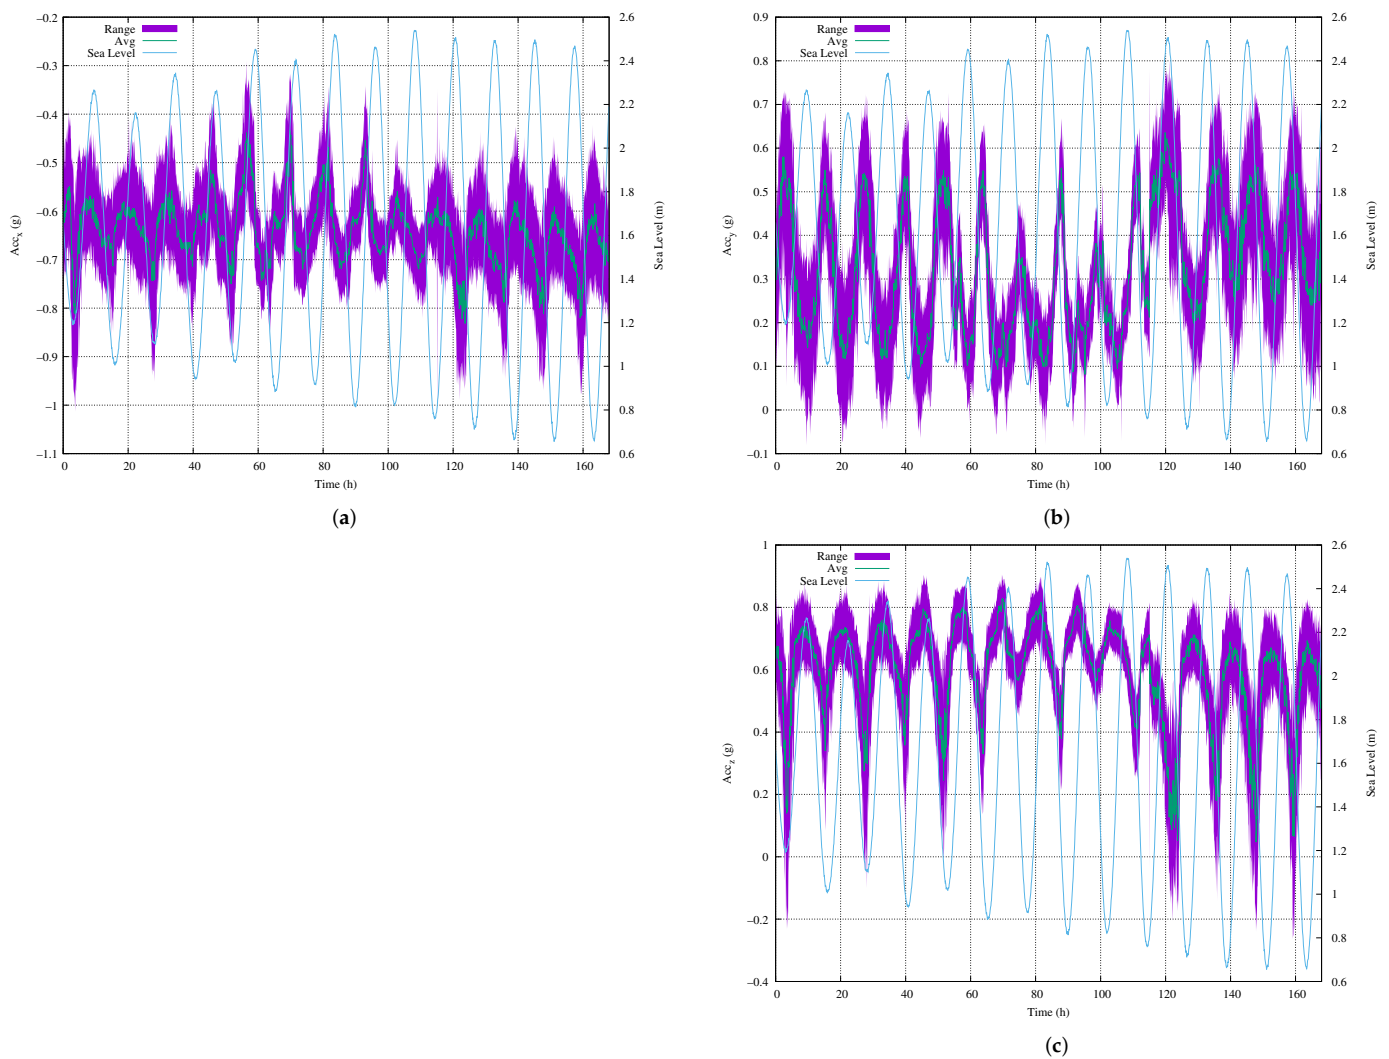 Range
Avg
Sea Level
−0.2
−0.3
−0.4
−0.5
−0.6
−0.7
−0.8
−0.9
−1
−1.1
Acc_x (g)
2.6
2.4
2.2
2
1.8
1.6
1.4
1.2
1
0.8
0.6
Sea Level (m)
0 20 40 60 80 100 120 140 160
Time (h)
(a)
Range
Avg
Sea Level
0.9
0.8
0.7
0.6
0.5
0.4
0.3
0.2
0.1
0
−0.1
Acc_y (g)
2.6
2.4
2.2
2
1.8
1.6
1.4
1.2
1
0.8
0.6
Sea Level (m)
0 20 40 60 80 100 120 140 160
Time (h)
(b)
Range
Avg
Sea Level
1
0.8
0.6
0.4
0.2
0
−0.2
−0.4
Acc_z (g)
2.6
2.4
2.2
2
1.8
1.6
1.4
1.2
1
0.8
0.6
Sea Level (m)
0 20 40 60 80 100 120 140 160
Time (h)
(c)